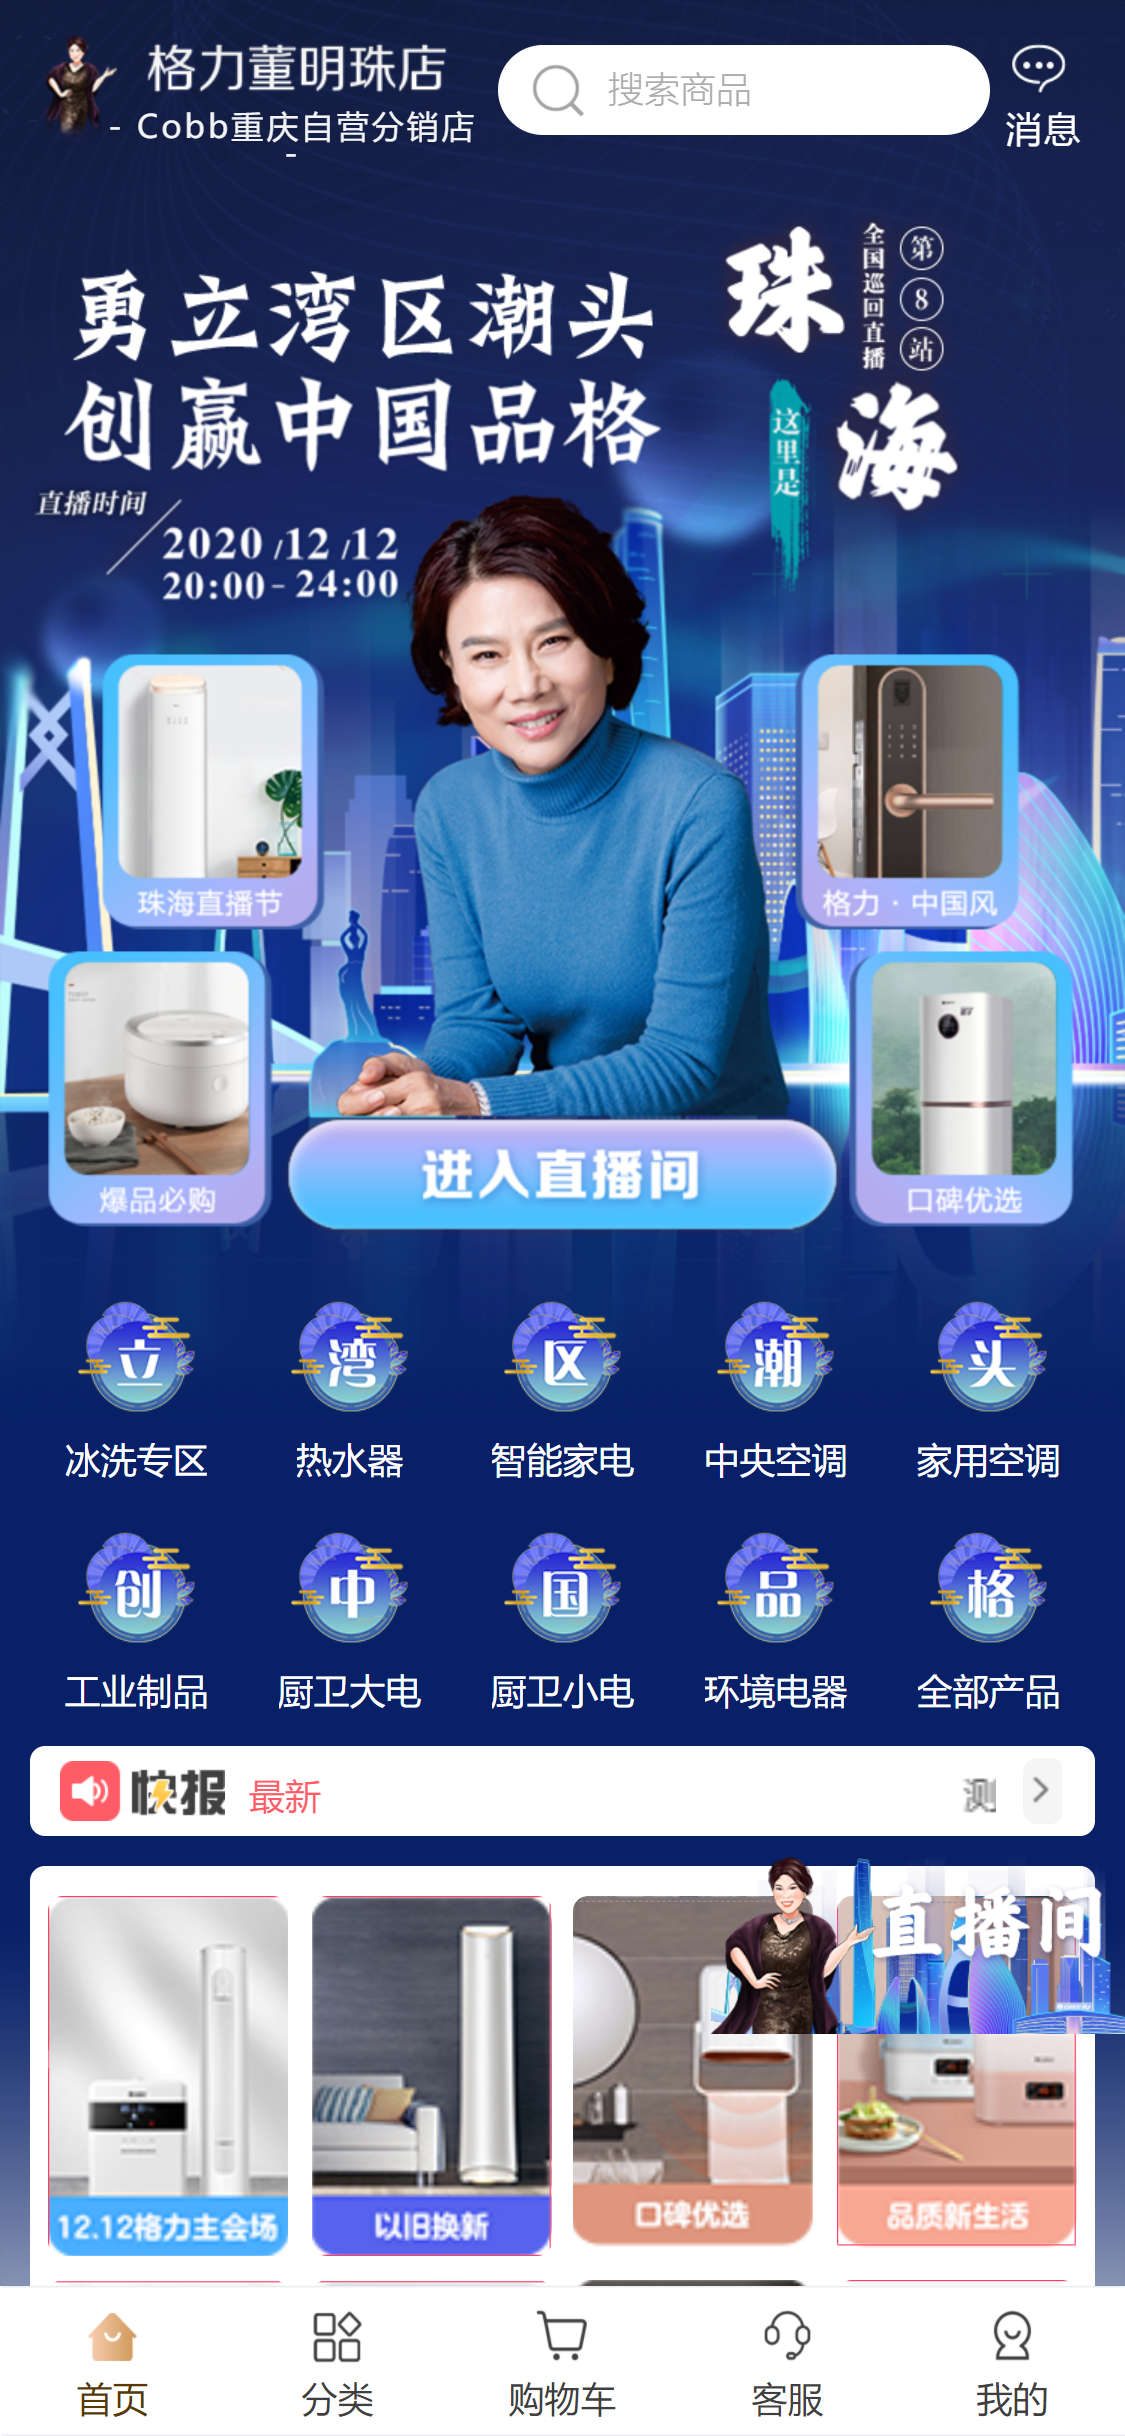 格力董明珠店
- Cobb重庆自营分销店
-
搜索商品
消息
勇立湾区潮头
创赢中国品格
珠海
全国巡回直播
第8站
这里是
直播时间
2020/12/12
20:00-24:00
珠海直播节
格力·中国风
爆品必购
口碑优选
进入直播间
立 湾 区 潮 头
冰洗专区 热水器 智能家电 中央空调 家用空调
创 中 国 品 格
工业制品 厨卫大电 厨卫小电 环境电器 全部产品
快报 最新 测
直播间
12.12格力主会场 以旧换新 口碑优选 品质新生活
首页 分类 购物车 客服 我的